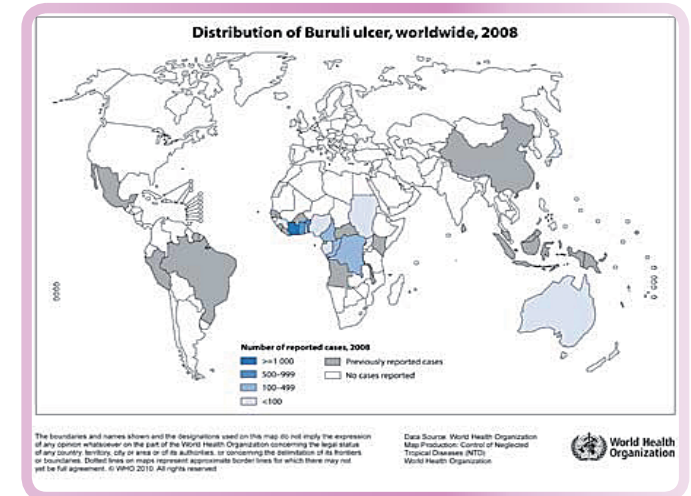 Distribution of Buruli ulcer, worldwide, 2008
Number of reported cases, 2008
>=1 000
500–999
100–499
<100
Previously reported cases
No cases reported
The boundaries and names shown and the designations used on this map do not imply the expression
of any opinion whatsoever on the part of the World Health Organization concerning the legal status
of any country, territory, city or area or of its authorities, or concerning the delimitation of its frontiers
or boundaries. Dotted lines on maps represent approximate border lines for which there may not
yet be full agreement. © WHO 2010. All rights reserved
Data Source: World Health Organization
Map Production: Control of Neglected
Tropical Diseases (NTD)
World Health Organization
World Health
Organization